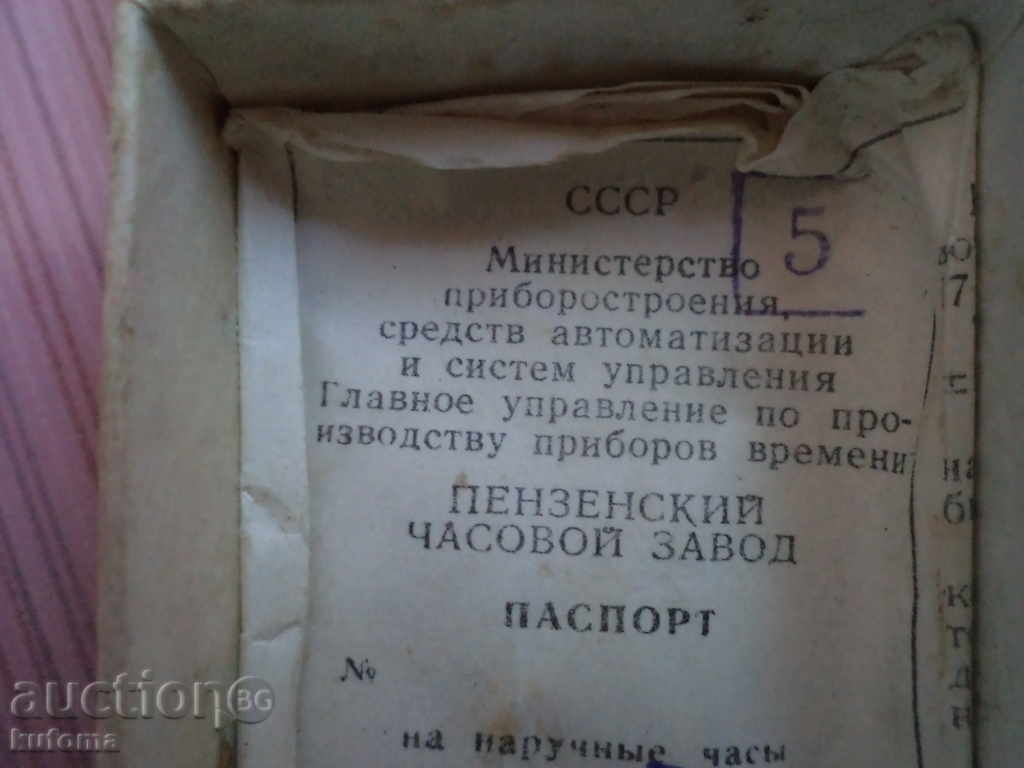 СССР
5
Министерство
приборостроения,
средств автоматизации
и систем управления
Главное управление по про-
изводству приборов времени
ПЕНЗЕНСКИЙ
ЧАСОВОЙ ЗАВОД
ПАСПОРТ
№
на наручные часы
7
auction BG
kufoma